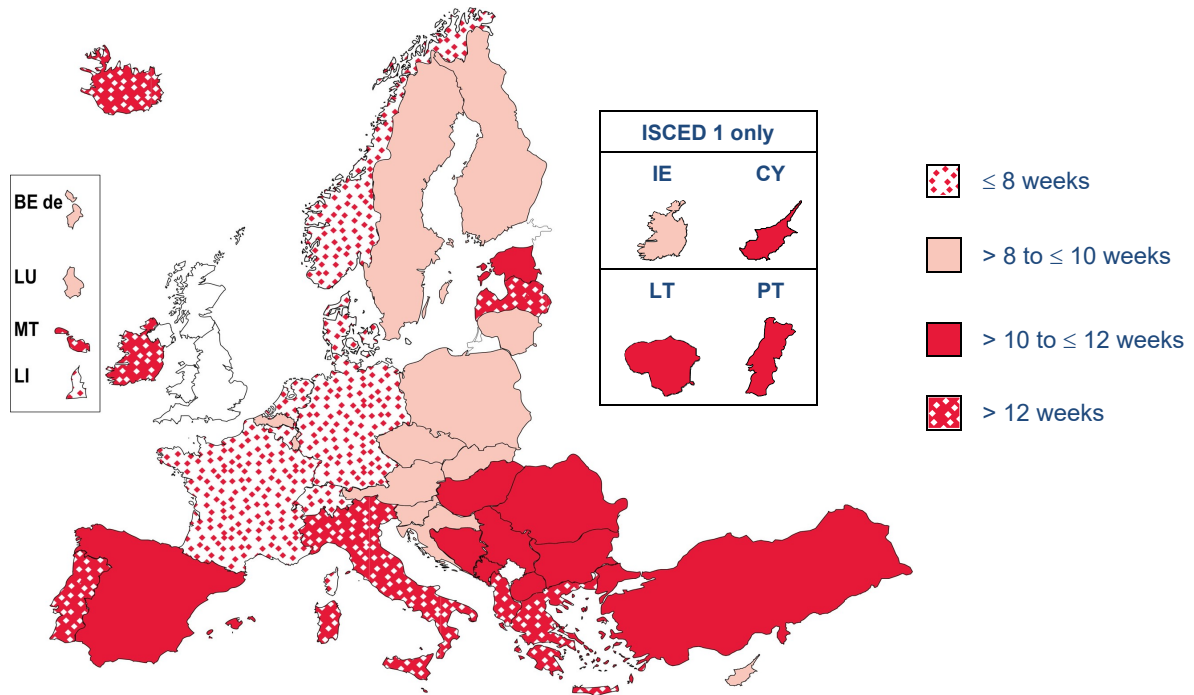 BE de
LU
MT
LI
ISCED 1 only
IE CY
LT PT
≤ 8 weeks
> 8 to ≤ 10 weeks
> 10 to ≤ 12 weeks
> 12 weeks